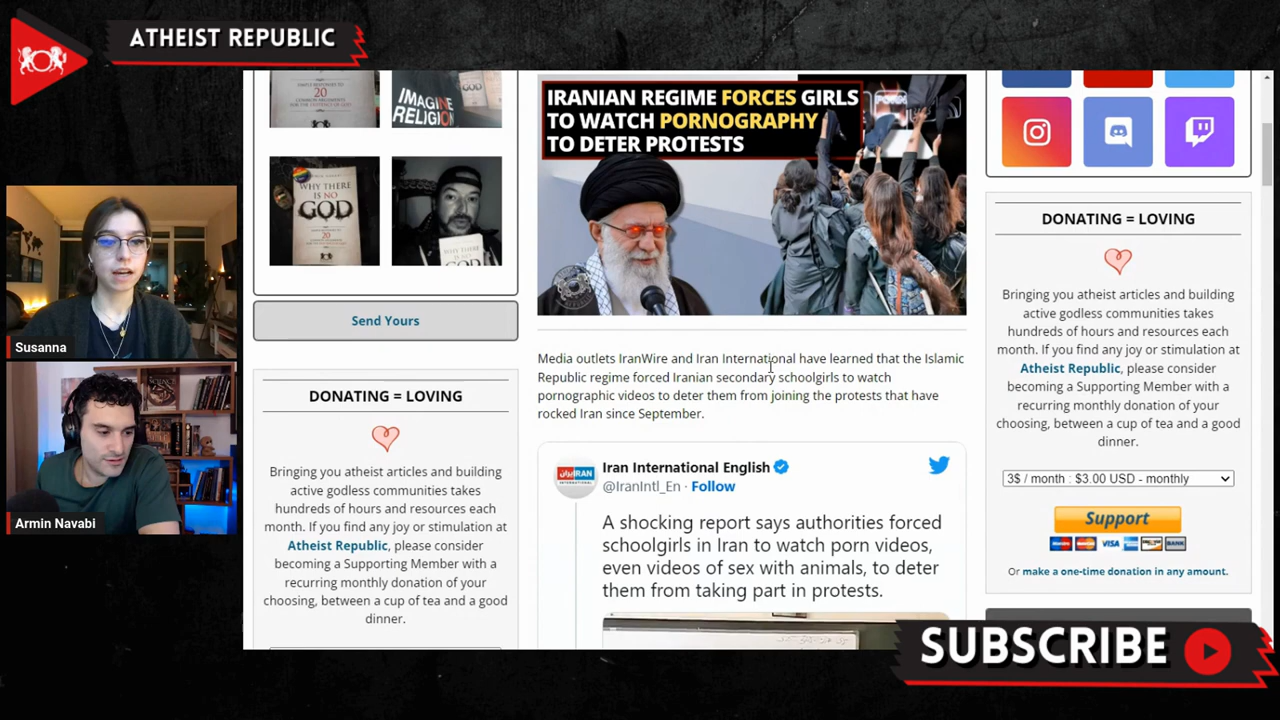 ATHEIST REPUBLIC
Susanna
Armin Navabi
IMAGINE
RELIGION
WHY THERE
IS NO
GOD
Send Yours
DONATING = LOVING
Bringing you atheist articles and building
active godless communities takes
hundreds of hours and resources each
month. If you find any joy or stimulation at
Atheist Republic, please consider
becoming a Supporting Member with a
recurring monthly donation of your
choosing, between a cup of tea and a good
dinner.
IRANIAN REGIME FORCES GIRLS
TO WATCH PORNOGRAPHY
TO DETER PROTESTS
Media outlets IranWire and Iran International have learned that the Islamic
Republic regime forced Iranian secondary schoolgirls to watch
pornographic videos to deter them from joining the protests that have
rocked Iran since September.
Iran International English
@IranIntl_En · Follow
A shocking report says authorities forced
schoolgirls in Iran to watch porn videos,
even videos of sex with animals, to deter
them from taking part in protests.
DONATING = LOVING
Bringing you atheist articles and building
active godless communities takes
hundreds of hours and resources each
month. If you find any joy or stimulation at
Atheist Republic, please consider
becoming a Supporting Member with a
recurring monthly donation of your
choosing, between a cup of tea and a good
dinner.
3$ / month : $3.00 USD - monthly
Support
VISA
BANK
Or make a one-time donation in any amount.
SUBSCRIBE